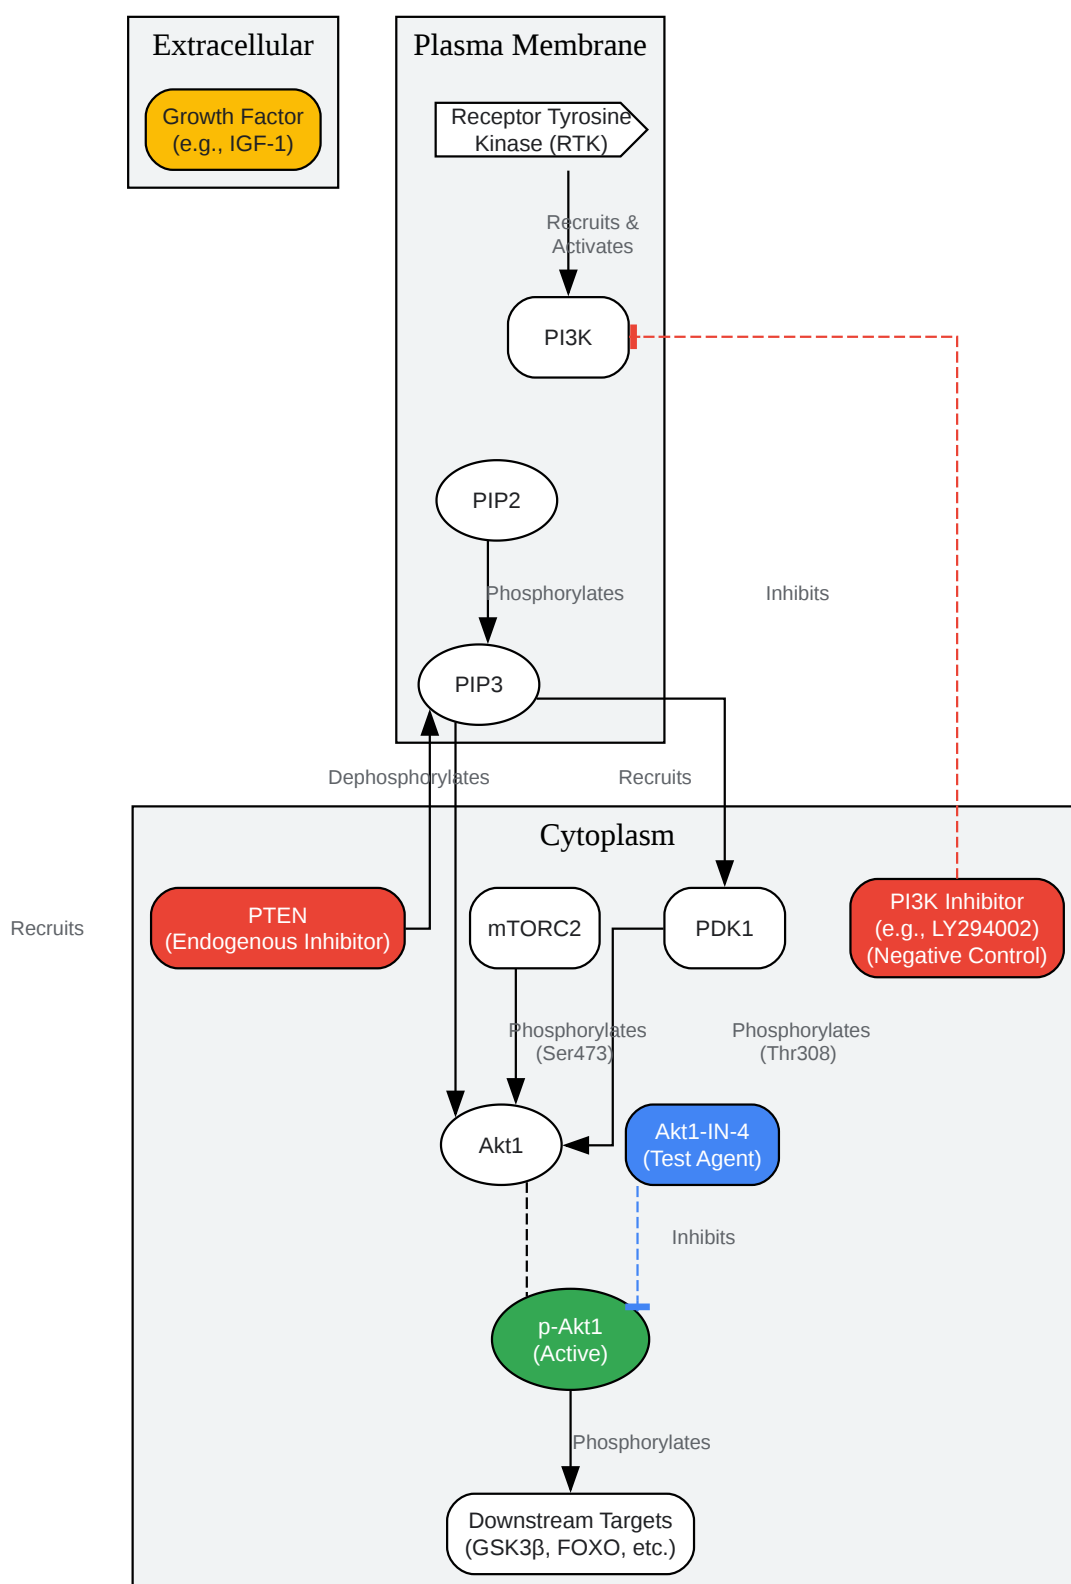 Extracellular
Growth Factor
(e.g., IGF-1)
Plasma Membrane
Receptor Tyrosine
Kinase (RTK)
Recruits &
Activates
PI3K
PIP2
Phosphorylates
Inhibits
PIP3
Dephosphorylates
Recruits
Cytoplasm
Recruits
PTEN
(Endogenous Inhibitor)
mTORC2
PDK1
PI3K Inhibitor
(e.g., LY294002)
(Negative Control)
Phosphorylates
(Ser473)
Phosphorylates
(Thr308)
Akt1
Akt1-IN-4
(Test Agent)
Inhibits
p-Akt1
(Active)
Phosphorylates
Downstream Targets
(GSK3β, FOXO, etc.)